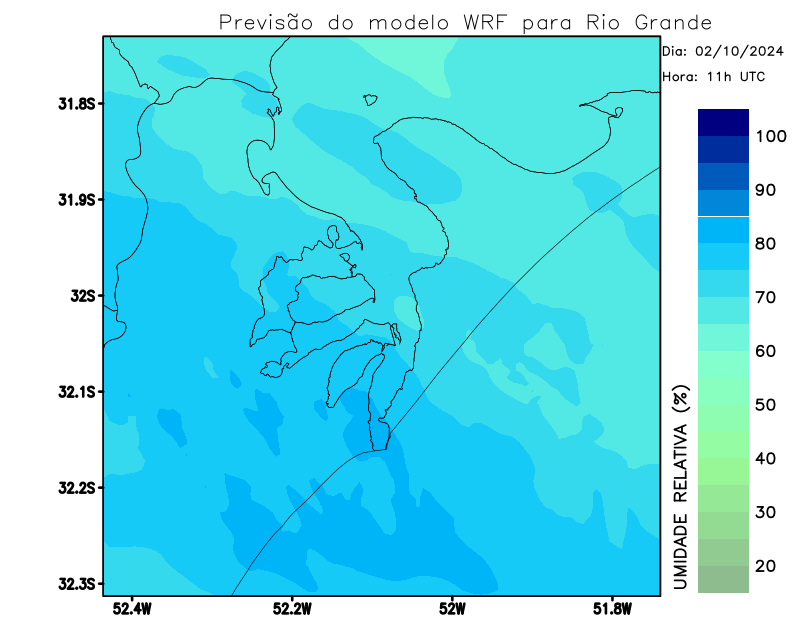 Previsão do modelo WRF para Rio Grande
Dia: 02/10/2024
Hora: 11h UTC
31.8S
31.9S
32S
32.1S
32.2S
32.3S
52.4W
52.2W
52W
51.8W
100
90
80
70
60
50
40
30
20
UMIDADE RELATIVA (%)